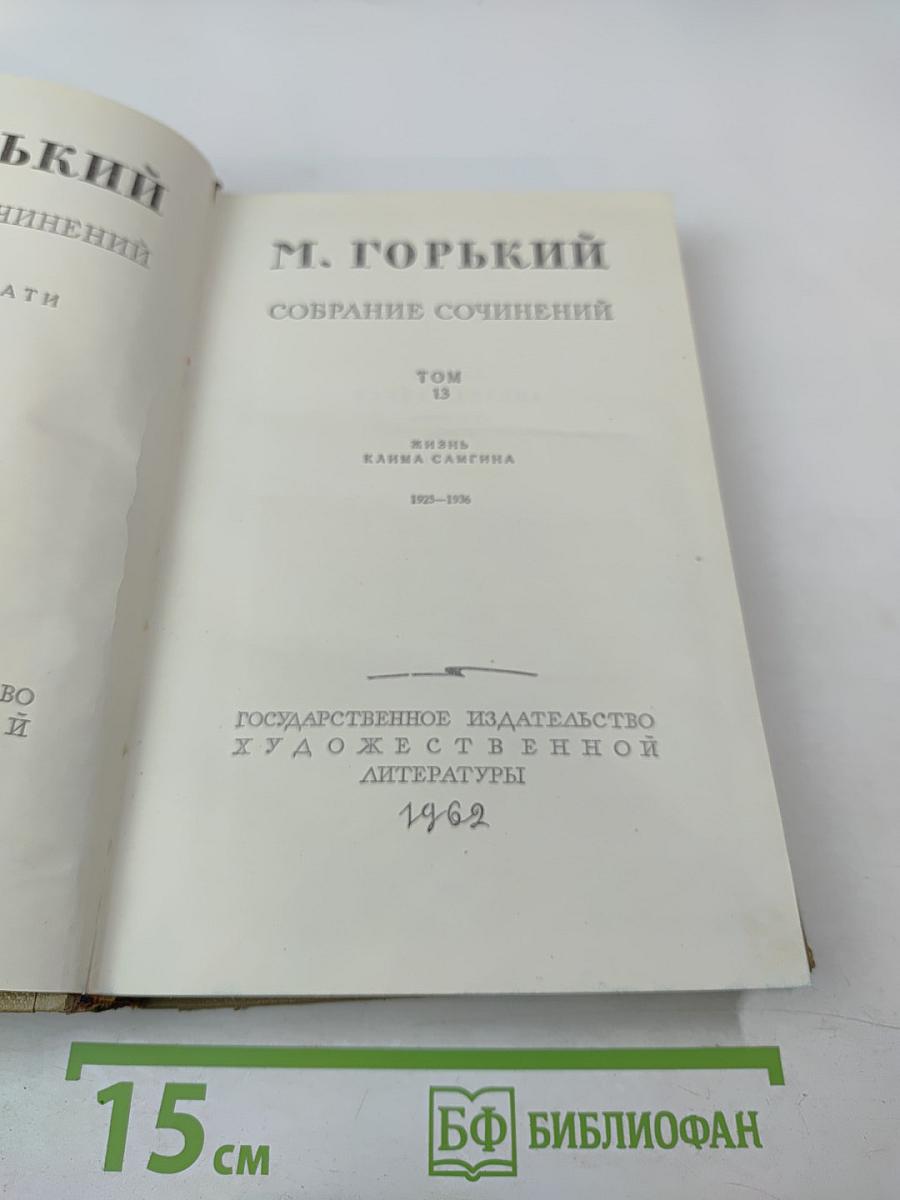 ЬКИЙ
ЧИНЕНИЙ
АТИ
ВО
Й
М. ГОРЬКИЙ
СОБРАНИЕ СОЧИНЕНИЙ
ТОМ
13
ЖИЗНЬ
КЛИМА САМГИНА
1925—1936
ГОСУДАРСТВЕННОЕ ИЗДАТЕЛЬСТВО
ХУДОЖЕСТВЕННОЙ
ЛИТЕРАТУРЫ
1962
15 см
БФ БИБЛИОФАН